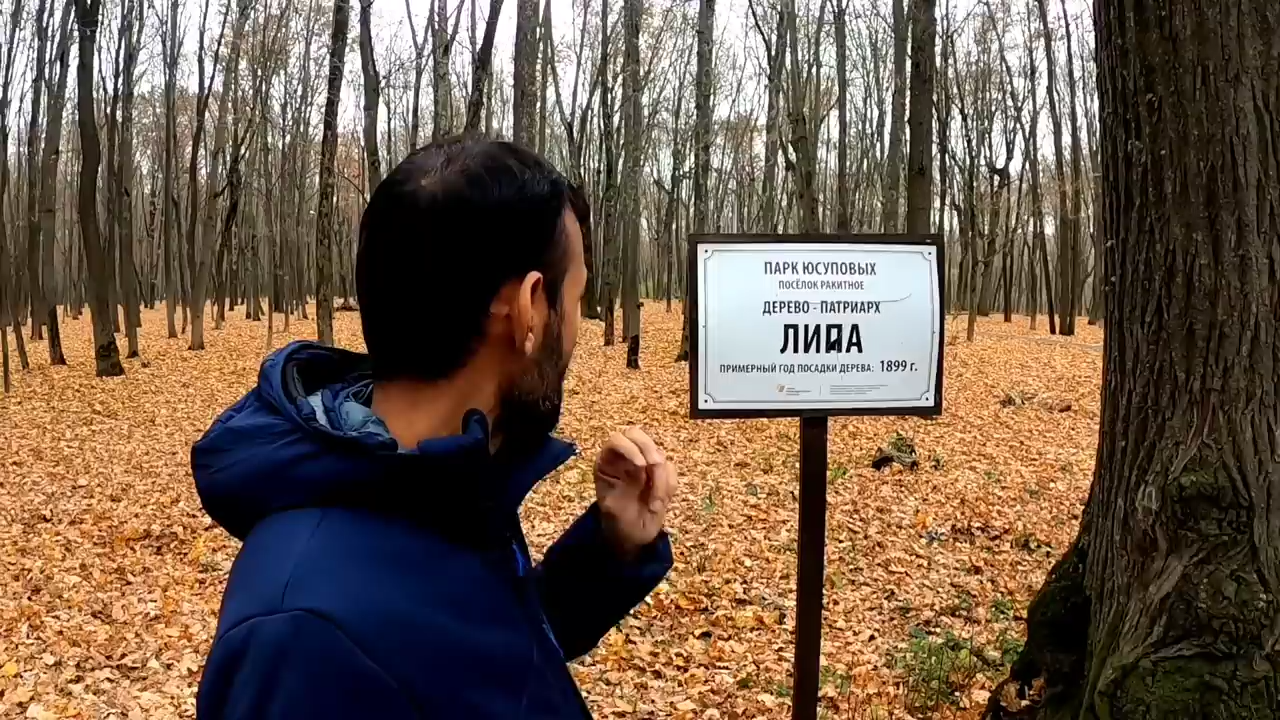 ПАРК ЮСУПОВЫХ
ПОСЁЛОК РАКИТНОЕ
ДЕРЕВО - ПАТРИАРХ
ЛИПА
ПРИМЕРНЫЙ ГОД ПОСАДКИ ДЕРЕВА: 1899 г.